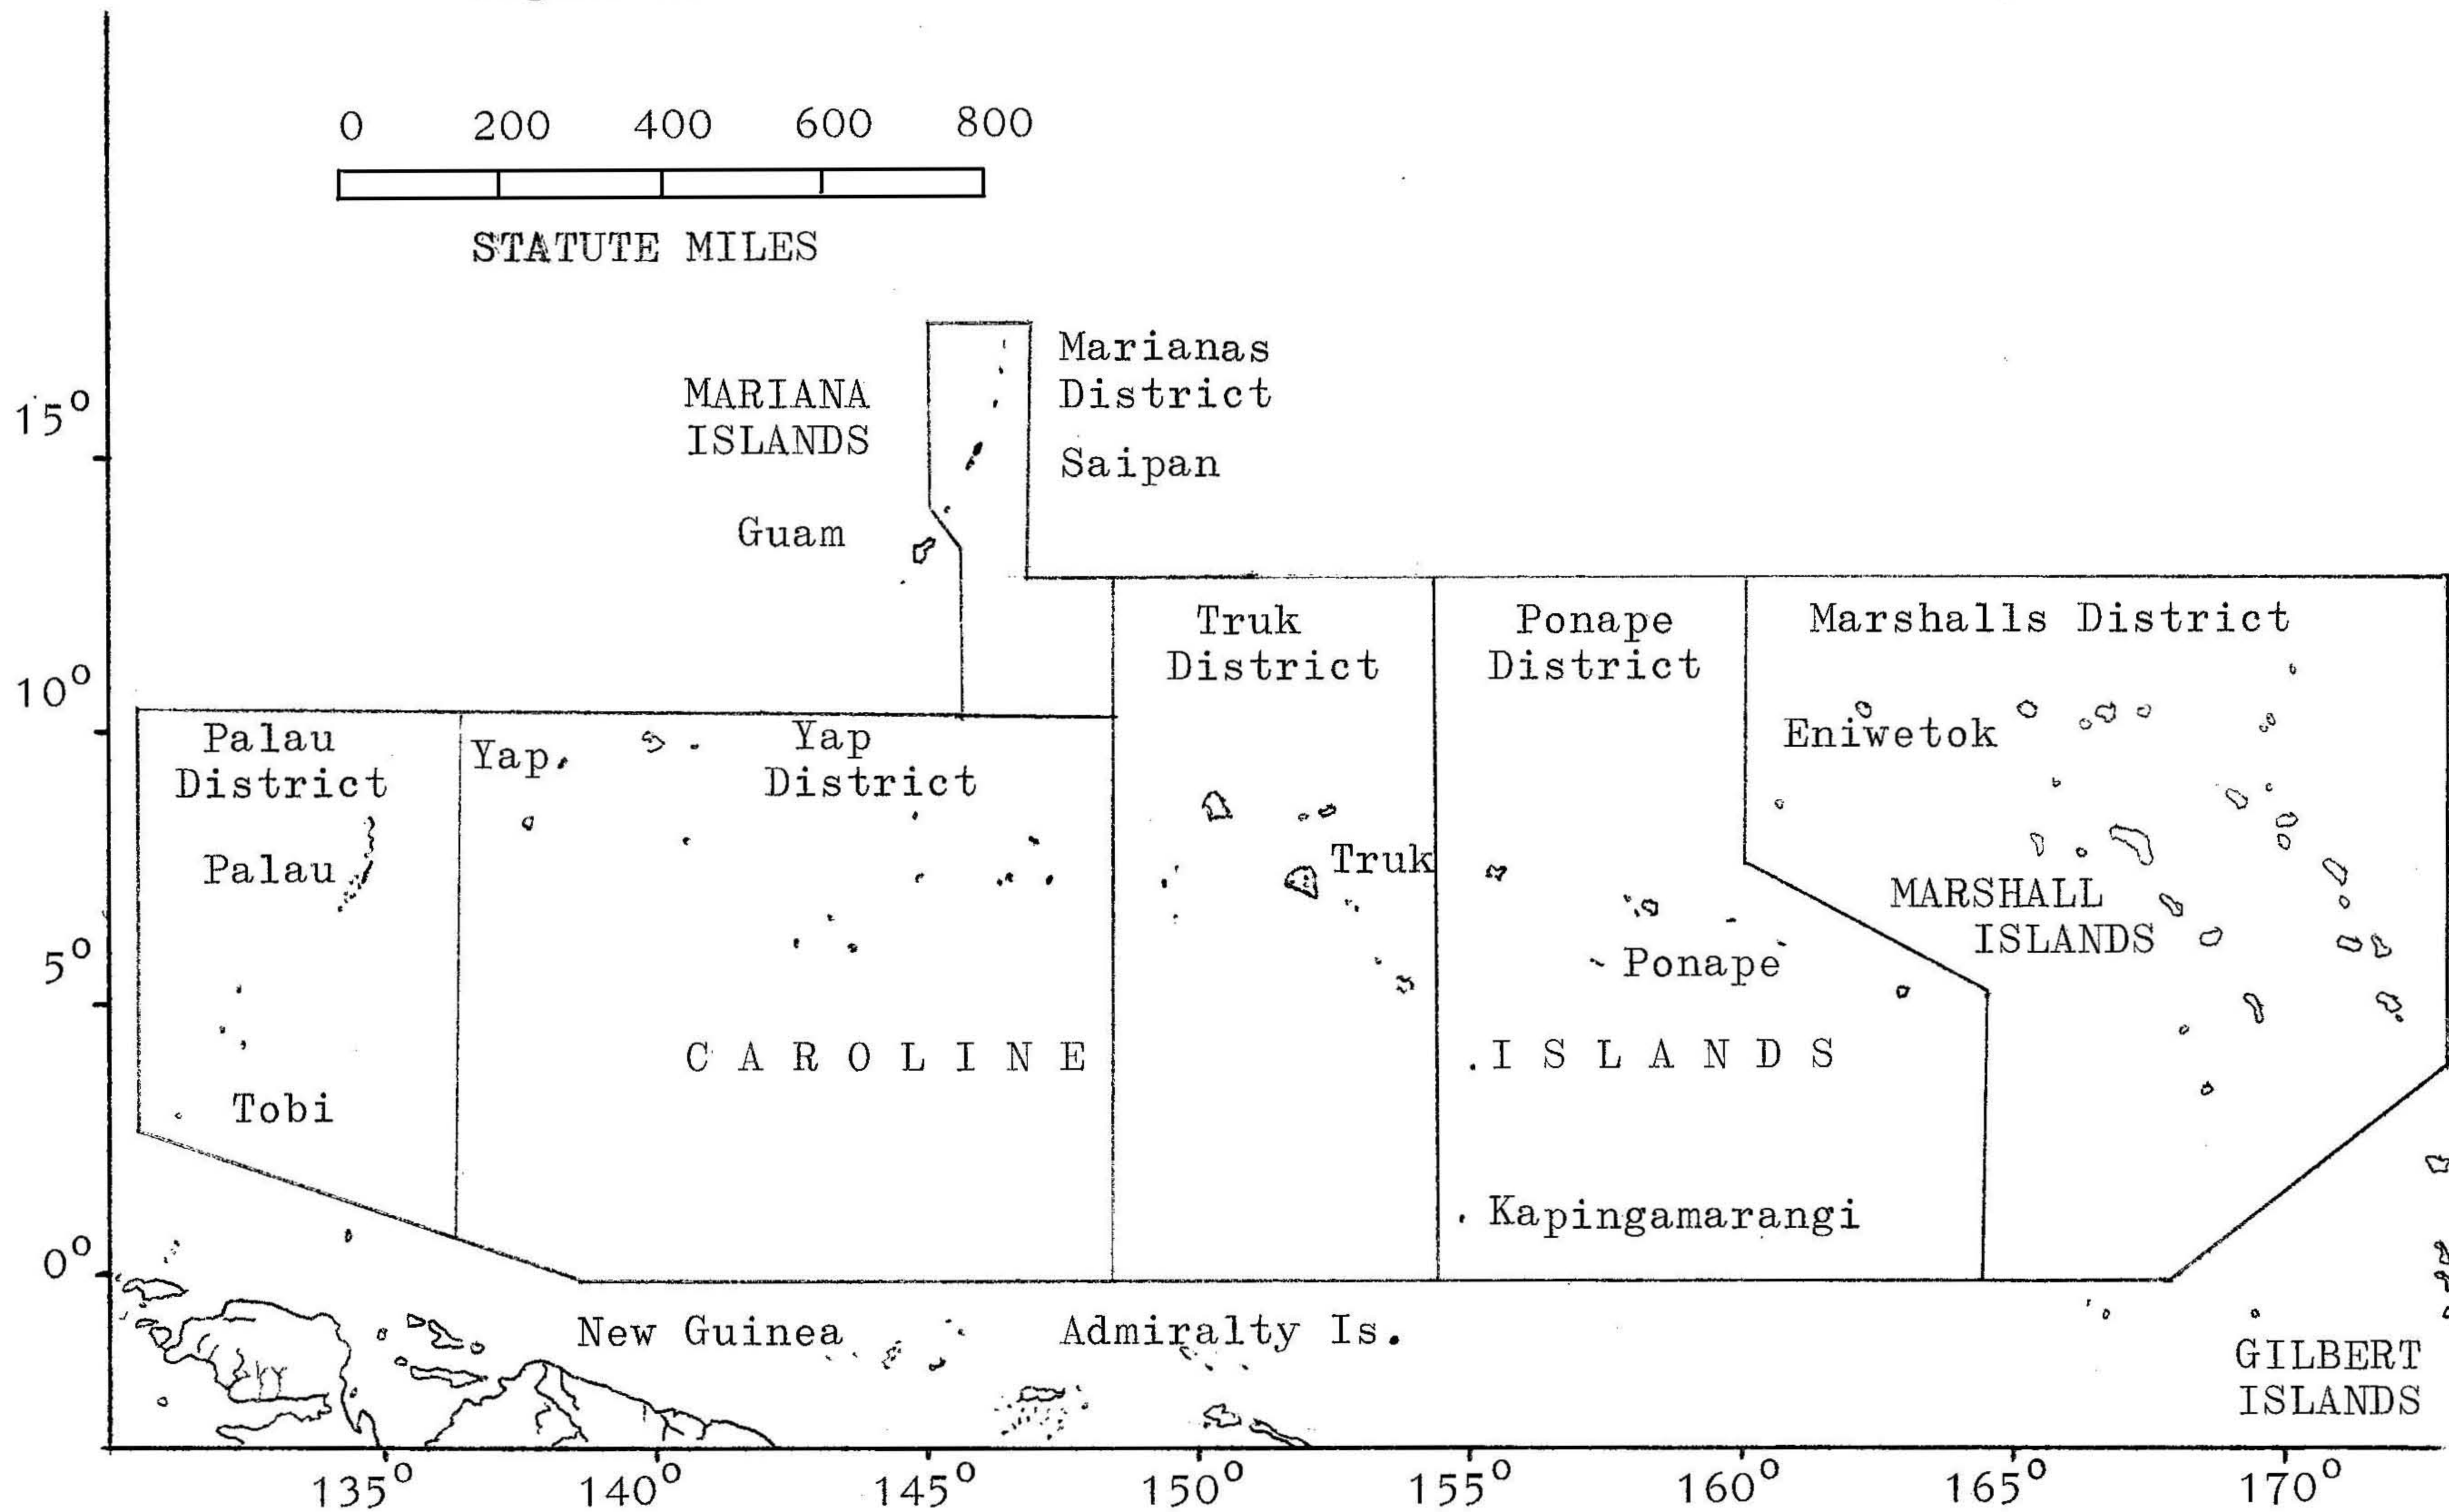 0 200 400 600 800
STATUTE MILES
Marianas
District
MARIANA
ISLANDS
15°
Saipan
Guam
Truk
District
Ponape
District
Marshalls District
10°
Palau
District
Yap
Yap
District
Eniwetok
Palau
Truk
MARSHALL
ISLANDS
5°
Ponape
CAROLINE
ISLANDS
Tobi
Kapingamarangi
0°
New Guinea
Admiralty Is.
GILBERT
ISLANDS
135° 140° 145° 150° 155° 160° 165° 170°